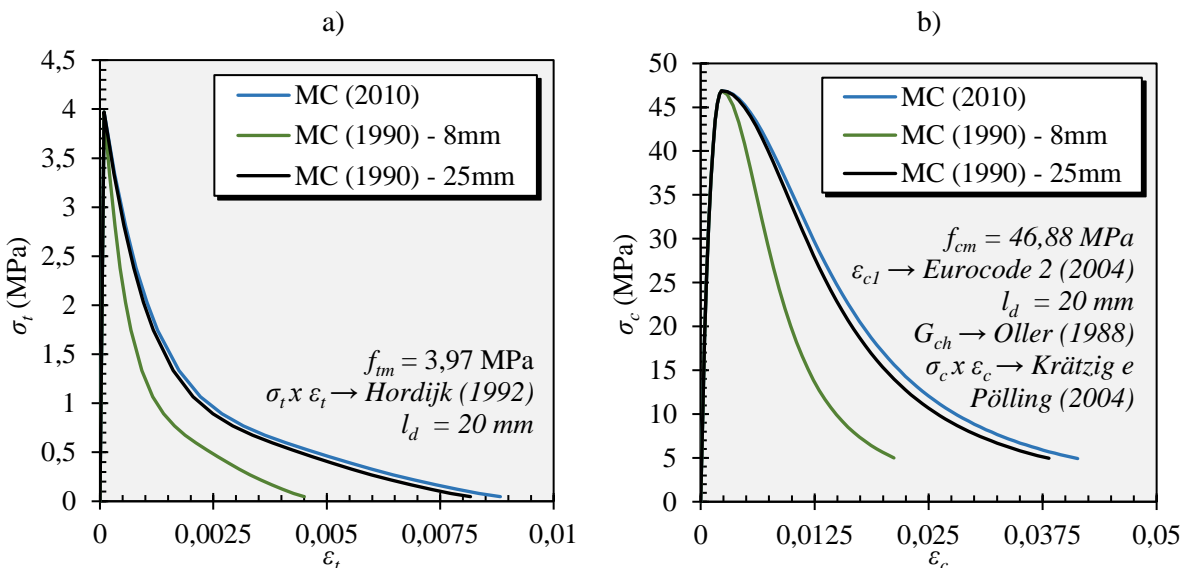 a)
4,5
4
3,5
3
2,5
2
1,5
1
0,5
0
σt (MPa)
MC (2010)
MC (1990) - 8mm
MC (1990) - 25mm
ftm = 3,97 MPa
σt x εt → Hordijk (1992)
ld = 20 mm
0 0,0025 0,005 0,0075 0,01
εt
b)
50
45
40
35
30
25
20
15
10
5
0
σc (MPa)
MC (2010)
MC (1990) - 8mm
MC (1990) - 25mm
fcm = 46,88 MPa
εc1 → Eurocode 2 (2004)
ld = 20 mm
Gch → Oller (1988)
σc x εc → Krätzig e
Pölling (2004)
0 0,0125 0,025 0,0375 0,05
εc